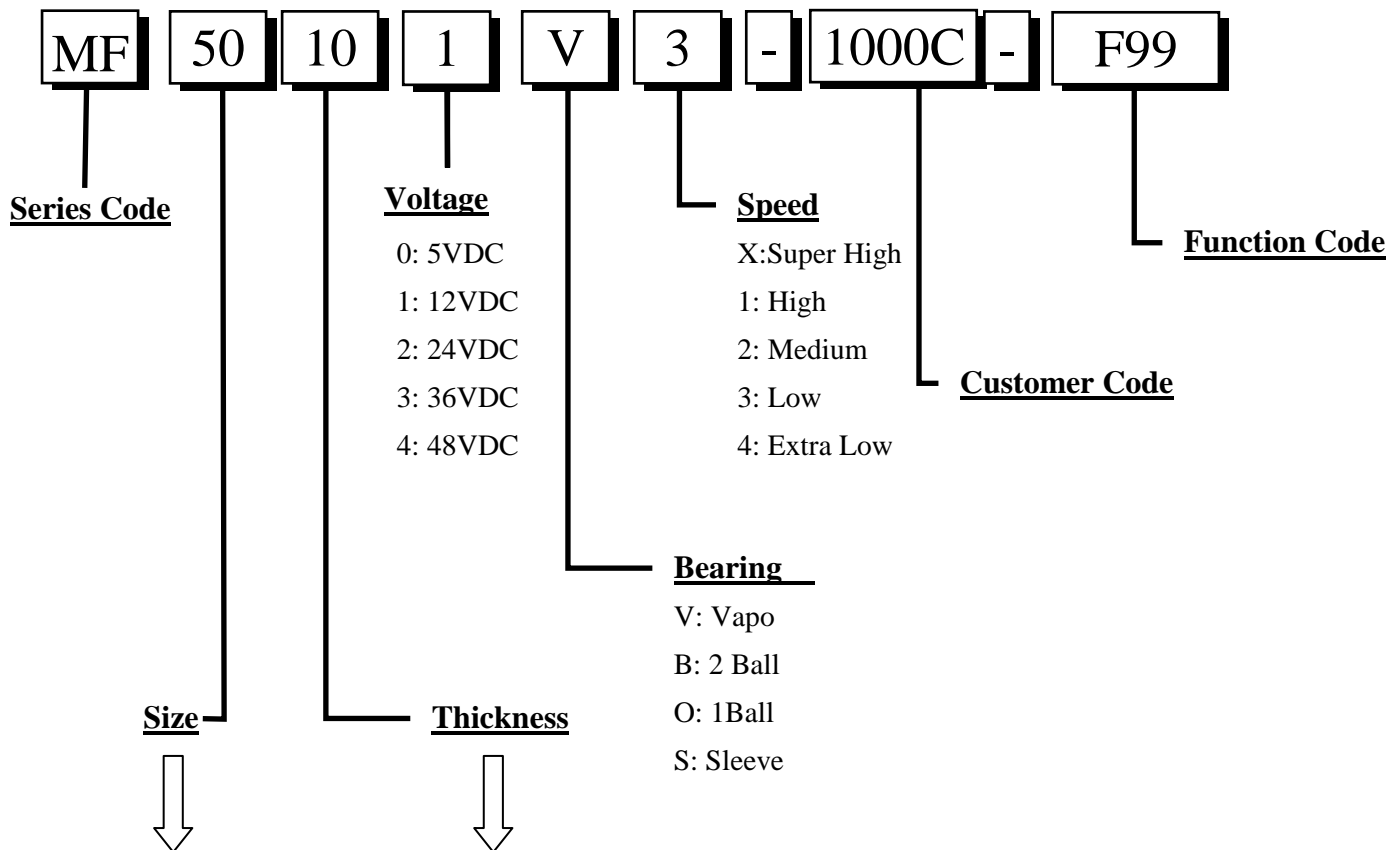 MF 50 10 1 V 3 - 1000C - F99
Series Code
Voltage
0: 5VDC
1: 12VDC
2: 24VDC
3: 36VDC
4: 48VDC
Speed
X:Super High
1: High
2: Medium
3: Low
4: Extra Low
Function Code
Customer Code
Bearing
V: Vapo
B: 2 Ball
O: 1Ball
S: Sleeve
Size
Thickness